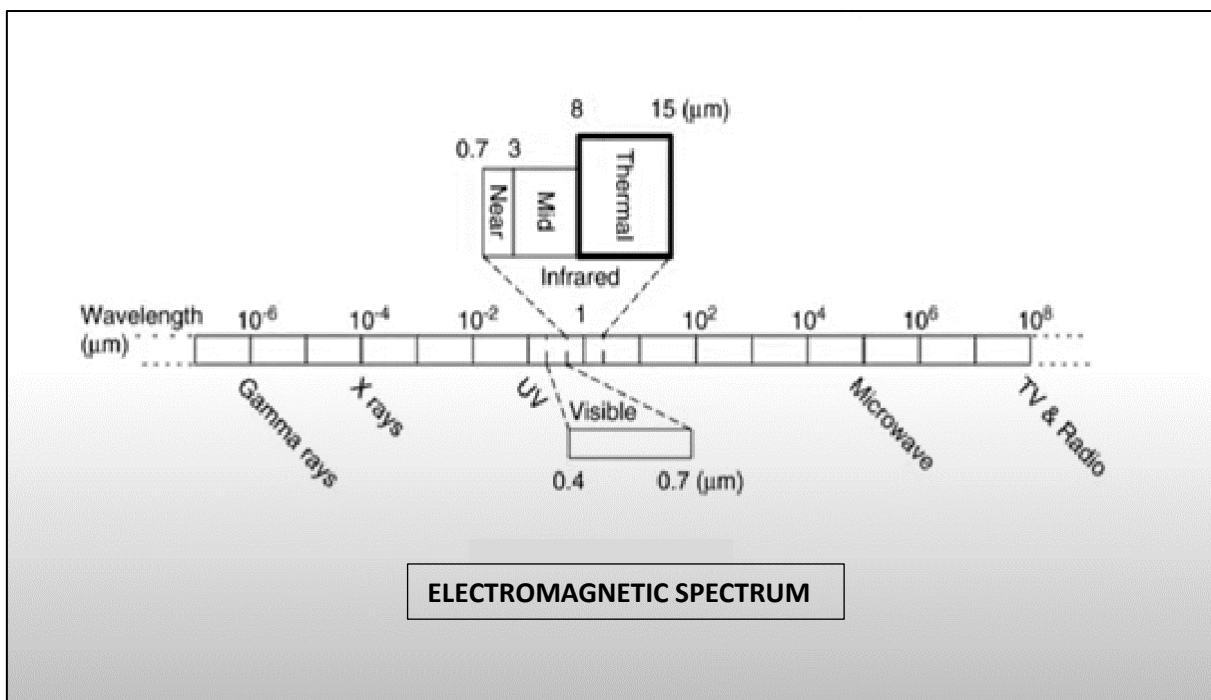 8 15 (μm)
0.7 3
Near
Mid
Thermal
Infrared
Wavelength
(μm)
10⁻⁶ 10⁻⁴ 10⁻² 1 10² 10⁴ 10⁶ 10⁸
Gamma rays
X rays
UV
Visible
Microwave
TV & Radio
0.4 0.7 (μm)
ELECTROMAGNETIC SPECTRUM